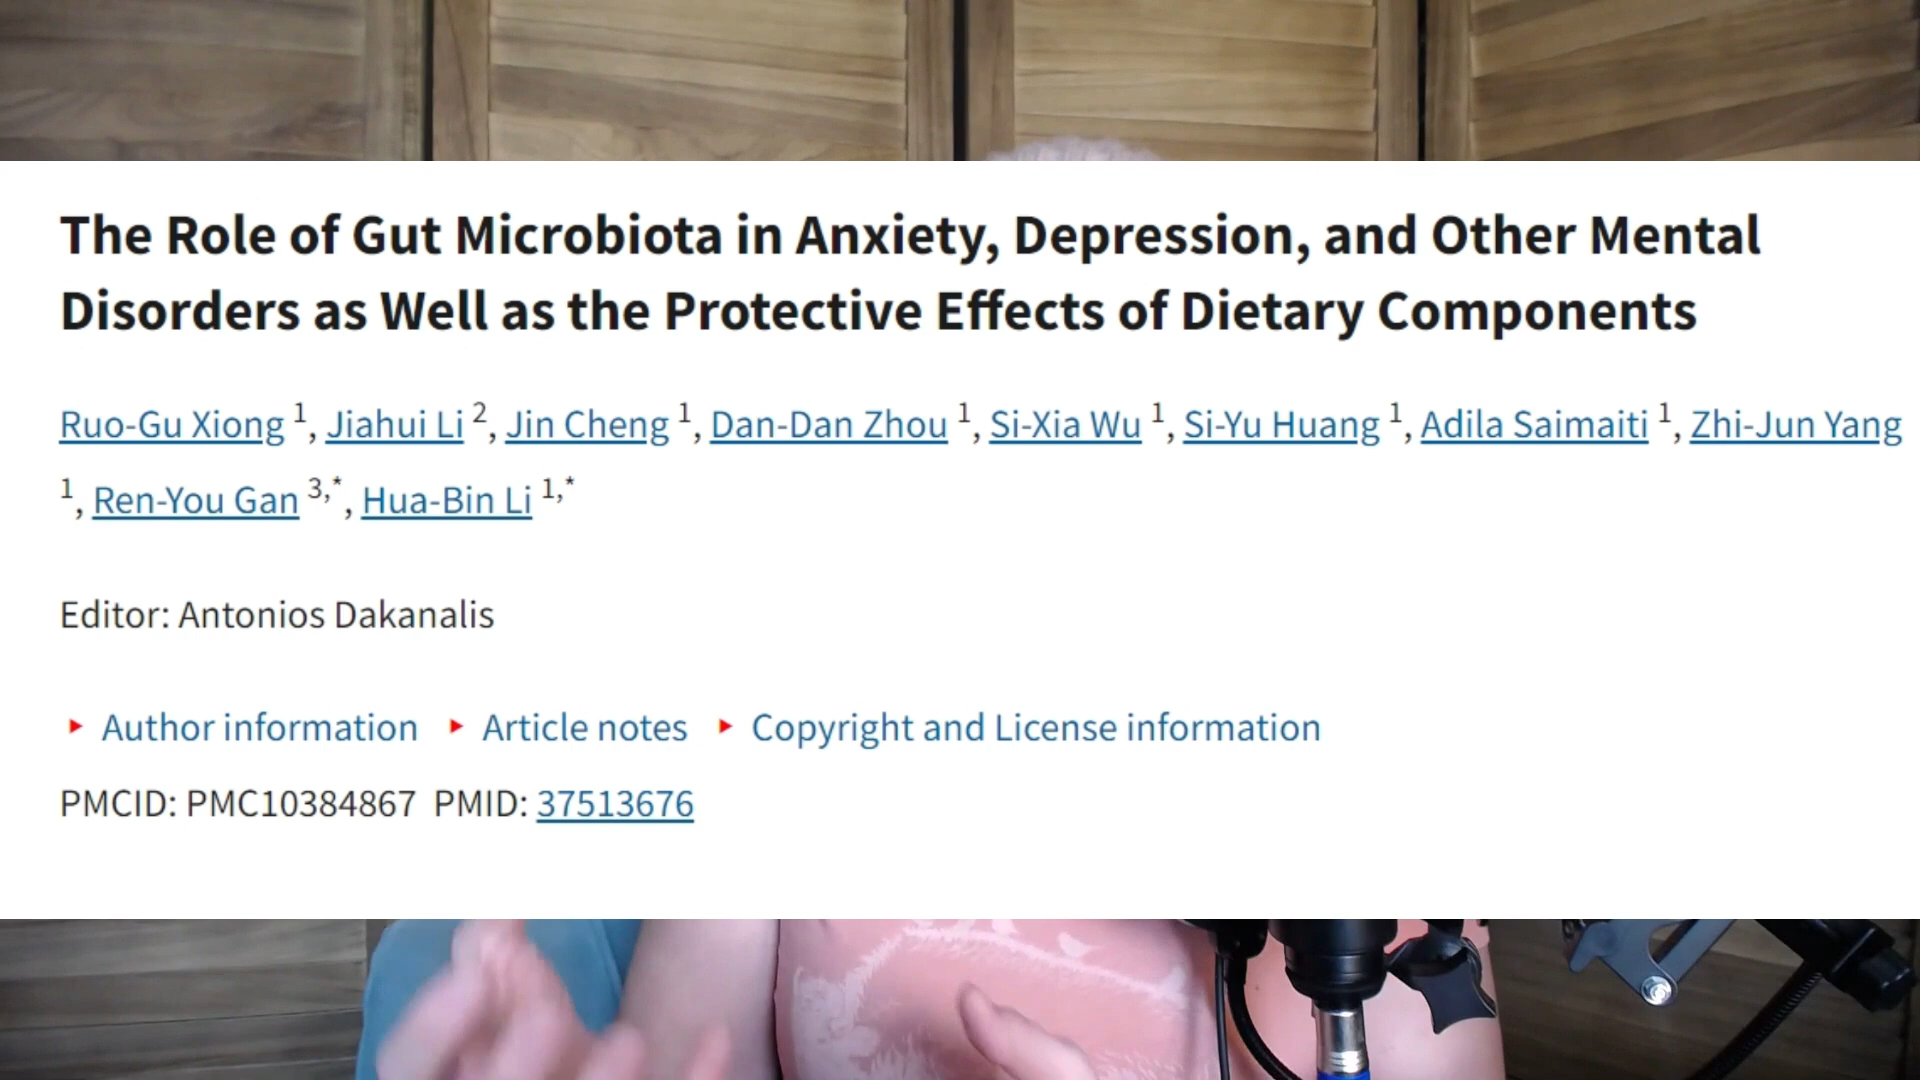 The Role of Gut Microbiota in Anxiety, Depression, and Other Mental
Disorders as Well as the Protective Effects of Dietary Components
Ruo-Gu Xiong 1, Jiahui Li 2, Jin Cheng 1, Dan-Dan Zhou 1, Si-Xia Wu 1, Si-Yu Huang 1, Adila Saimaiti 1, Zhi-Jun Yang
1, Ren-You Gan 3,*, Hua-Bin Li 1,*
Editor: Antonios Dakanalis
▸ Author information ▸ Article notes ▸ Copyright and License information
PMCID: PMC10384867 PMID: 37513676